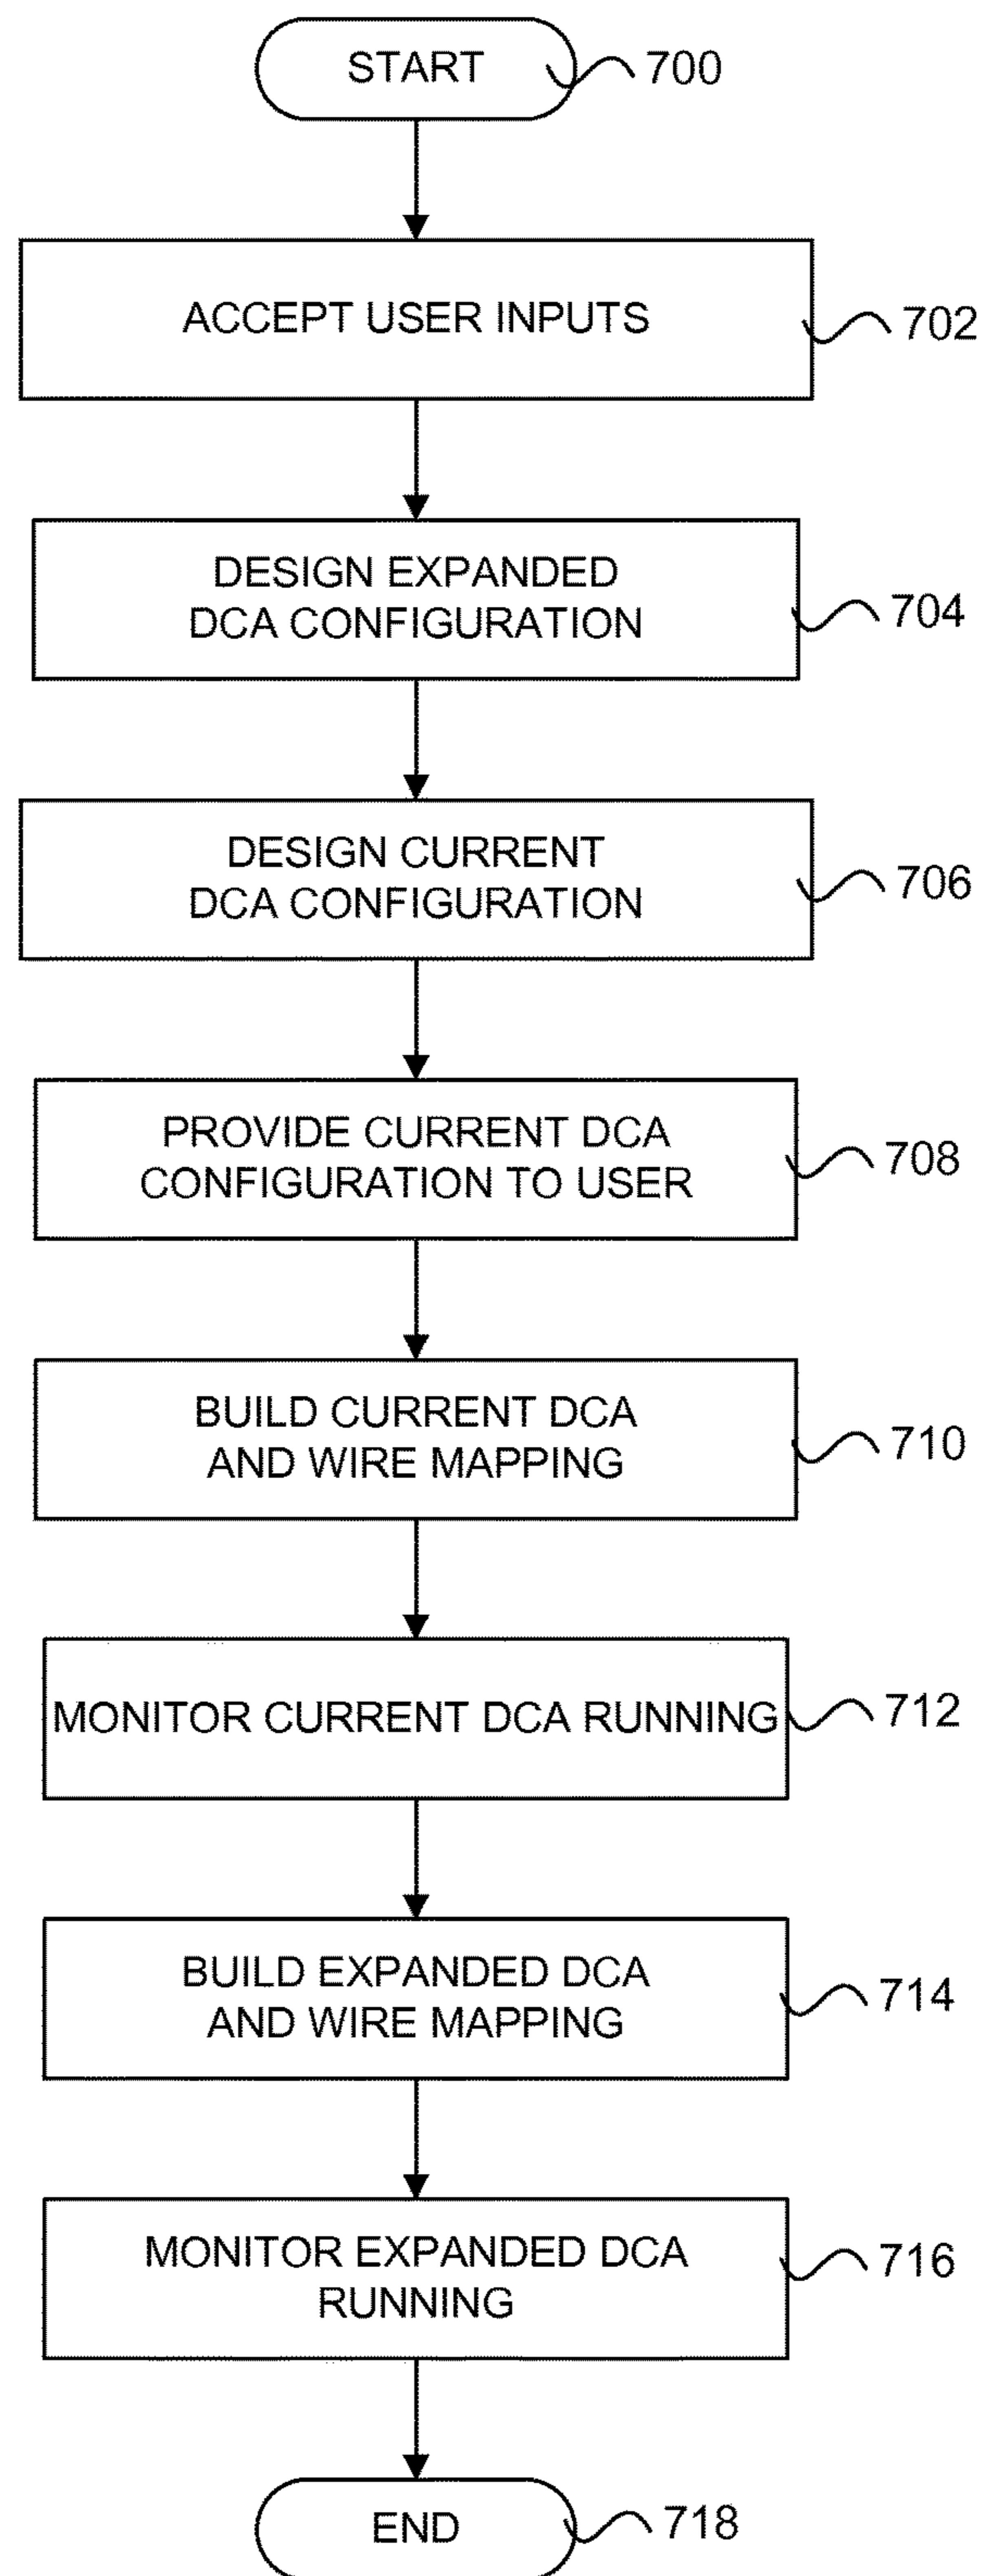 START
700
ACCEPT USER INPUTS
702
DESIGN EXPANDED
DCA CONFIGURATION
704
DESIGN CURRENT
DCA CONFIGURATION
706
PROVIDE CURRENT DCA
CONFIGURATION TO USER
708
BUILD CURRENT DCA
AND WIRE MAPPING
710
MONITOR CURRENT DCA RUNNING
712
BUILD EXPANDED DCA
AND WIRE MAPPING
714
MONITOR EXPANDED DCA
RUNNING
716
END
718